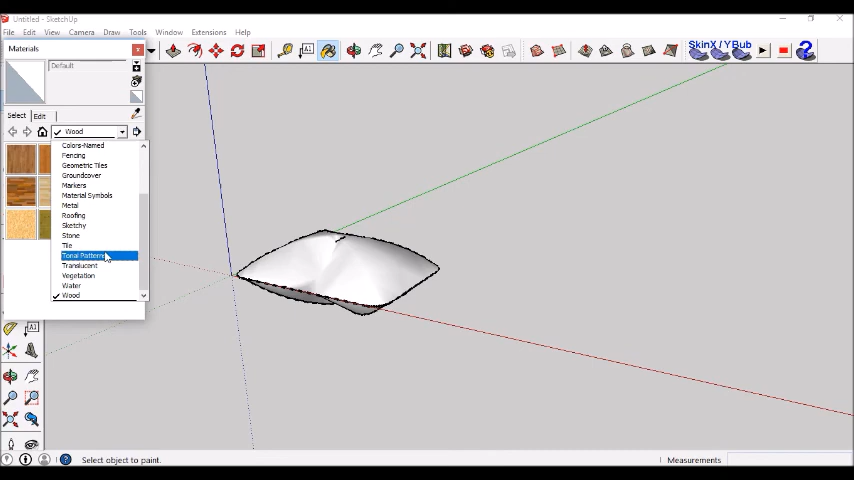 Untitled - SketchUp
File Edit View Camera Draw Tools Window Extensions Help
Materials
Default
SkinX / YBub
Select Edit
Wood
Colors-Named
Fencing
Geometric Tiles
Groundcover
Markers
Material Symbols
Metal
Roofing
Sketchy
Stone
Tile
Tonal Patterns
Translucent
Vegetation
Water
Wood
Select object to paint.
Measurements